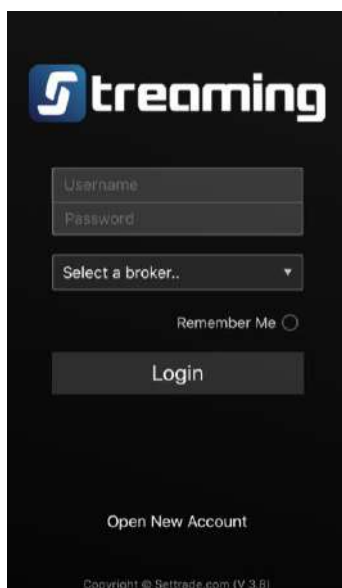 Streaming
Username
Password
Select a broker..
Remember Me
Login
Open New Account
Copyright © Settrade.com (V 3.8)